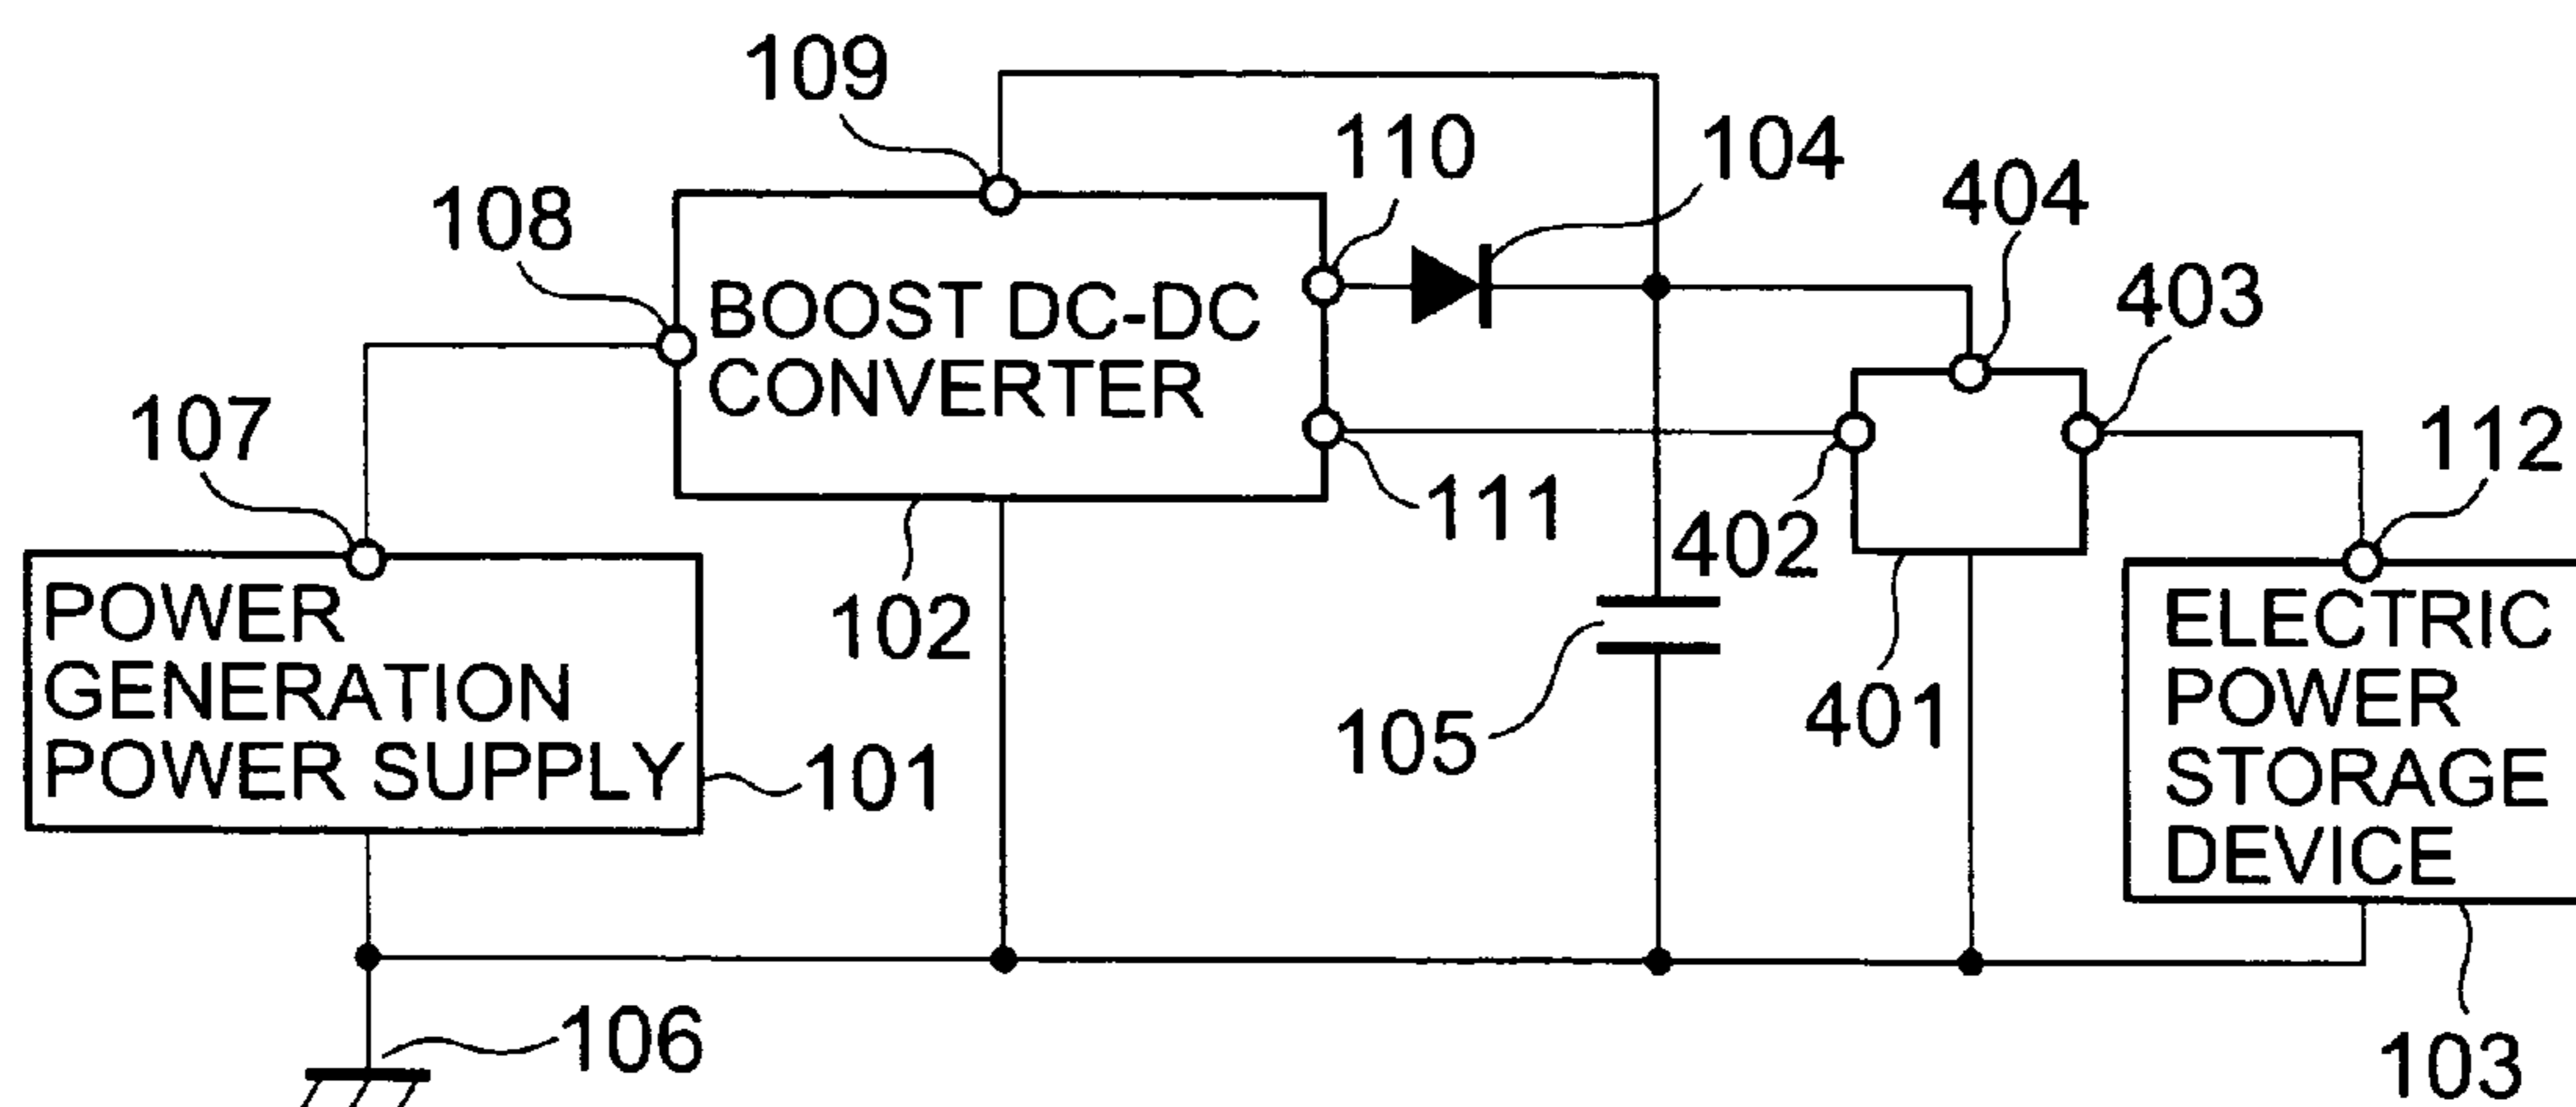 109
110
104
404
108
403
BOOST DC-DC
CONVERTER
107
112
111
402
POWER
GENERATION
POWER SUPPLY
102
ELECTRIC
POWER
STORAGE
DEVICE
401
105
101
106
103